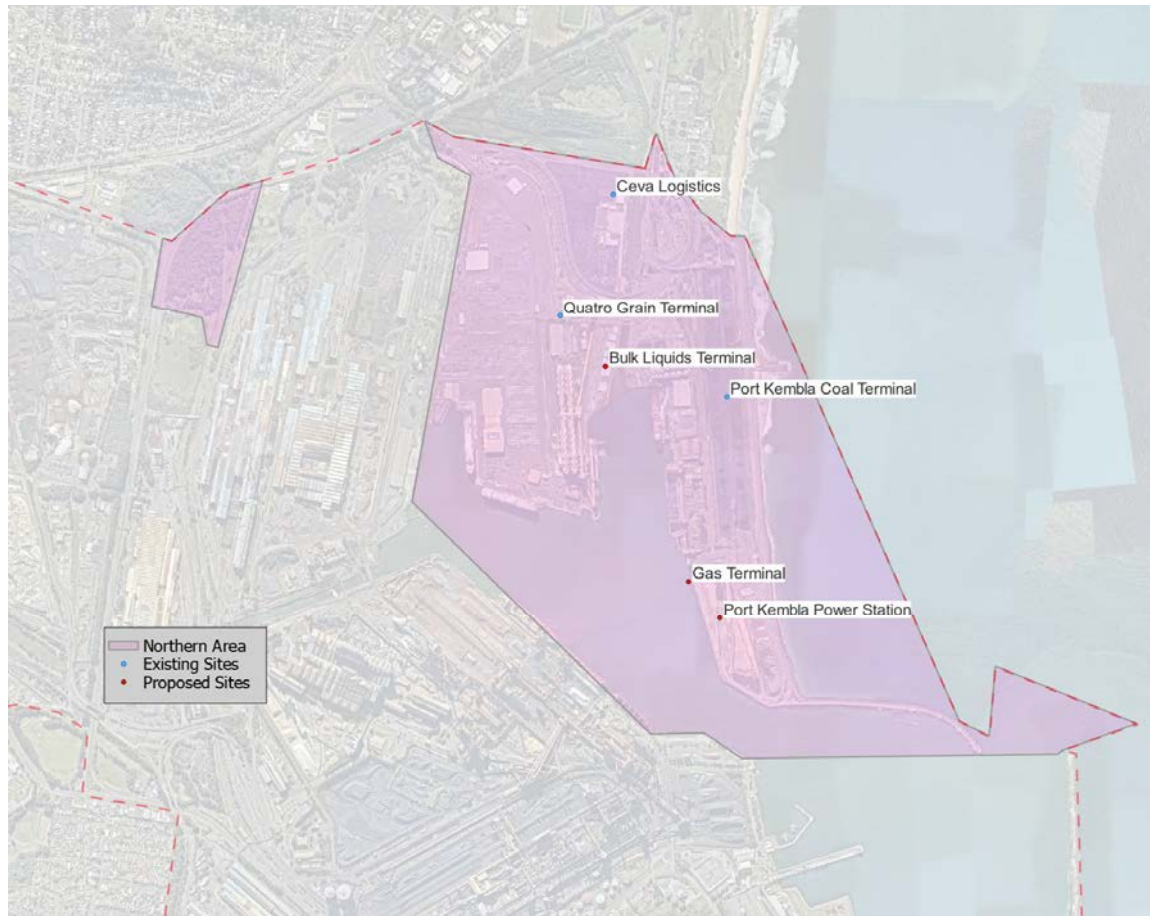 Ceva Logistics
Quatro Grain Terminal
Bulk Liquids Terminal
Port Kembla Coal Terminal
Gas Terminal
Port Kembla Power Station
Northern Area
Existing Sites
Proposed Sites